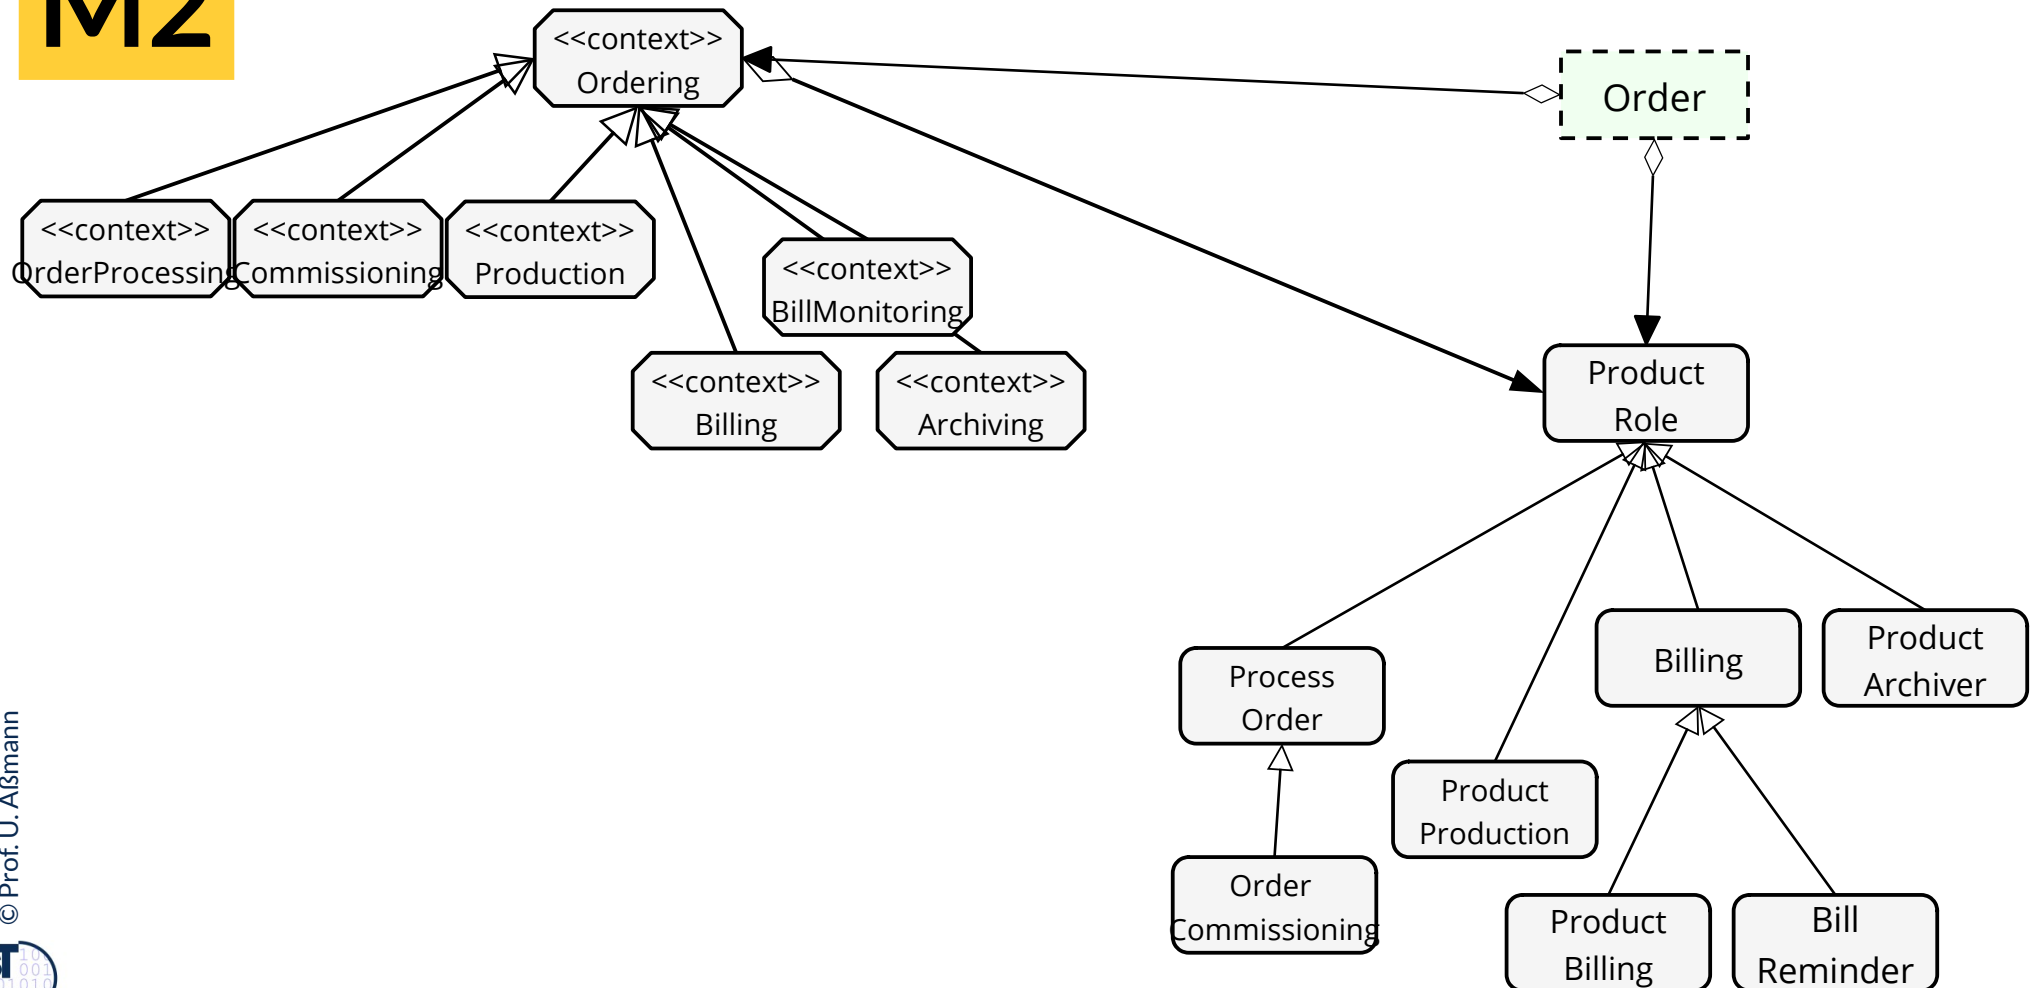 M2
<<context>>
Ordering
Order
<<context>>
OrderProcessing
<<context>>
Commissioning
<<context>>
Production
<<context>>
BillMonitoring
<<context>>
Billing
<<context>>
Archiving
Product
Role
Process
Order
Billing
Product
Archiver
Product
Production
Order
Commissioning
Product
Billing
Bill
Reminder
© Prof. U. Aßmann